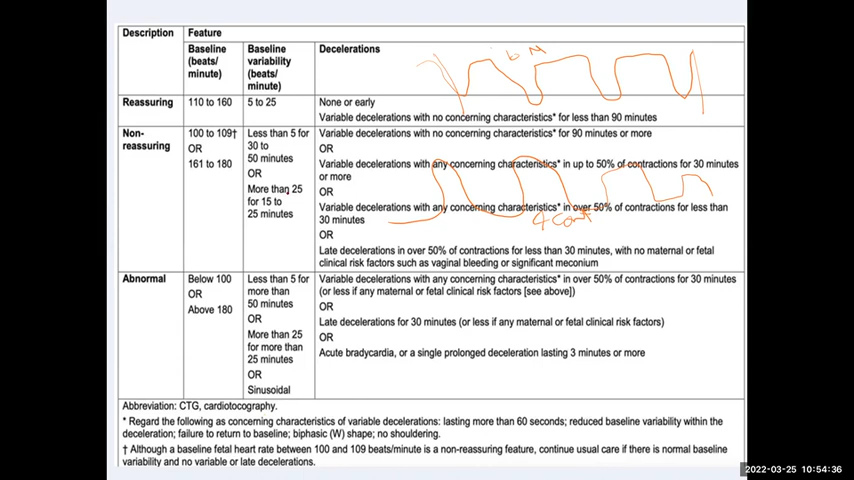 Description
Feature
Baseline
(beats/
minute)
Baseline
variability
(beats/
minute)
Decelerations
Reassuring
110 to 160
5 to 25
None or early
Variable decelerations with no concerning characteristics* for less than 90 minutes
Non-
reassuring
100 to 109†
OR
161 to 180
Less than 5 for
30 to
50 minutes
OR
More than 25
for 15 to
25 minutes
Variable decelerations with no concerning characteristics* for 90 minutes or more
OR
Variable decelerations with any concerning characteristics* in up to 50% of contractions for 30 minutes
or more
OR
Variable decelerations with any concerning characteristics* in over 50% of contractions for less than
30 minutes
OR
Late decelerations in over 50% of contractions for less than 30 minutes, with no maternal or fetal
clinical risk factors such as vaginal bleeding or significant meconium
4 cont
Abnormal
Below 100
OR
Above 180
Less than 5 for
more than
50 minutes
OR
More than 25
for more than
25 minutes
OR
Sinusoidal
Variable decelerations with any concerning characteristics* in over 50% of contractions for 30 minutes
(or less if any maternal or fetal clinical risk factors [see above])
OR
Late decelerations for 30 minutes (or less if any maternal or fetal clinical risk factors)
OR
Acute bradycardia, or a single prolonged deceleration lasting 3 minutes or more
Abbreviation: CTG, cardiotocography.
* Regard the following as concerning characteristics of variable decelerations: lasting more than 60 seconds; reduced baseline variability within the
deceleration; failure to return to baseline; biphasic (W) shape; no shouldering.
† Although a baseline fetal heart rate between 100 and 109 beats/minute is a non-reassuring feature, continue usual care if there is normal baseline
variability and no variable or late decelerations.
2022-03-25 10:54:36